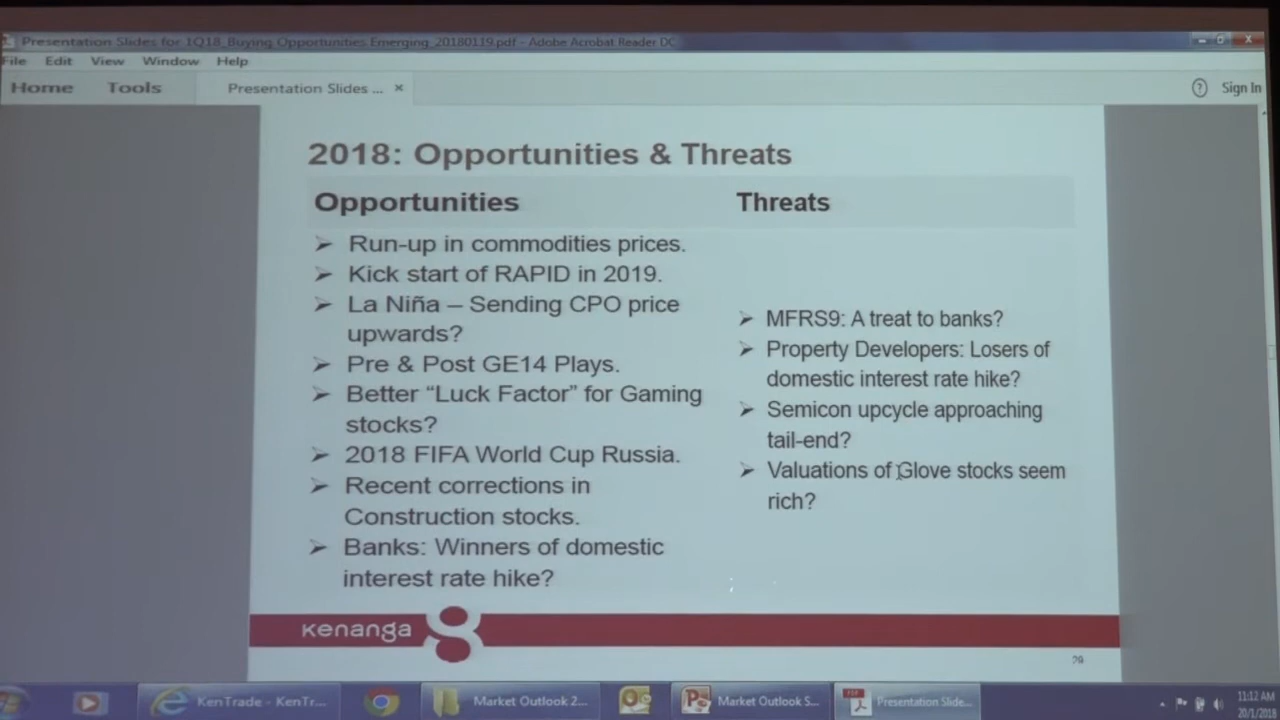 Presentation Slides for 1Q18_Buying Opportunities Emerging_20180119.pdf - Adobe Acrobat Reader DC
File Edit View Window Help
Home Tools Presentation Slides ... × ? Sign In
2018: Opportunities & Threats
Opportunities
➢ Run-up in commodities prices.
➢ Kick start of RAPID in 2019.
➢ La Niña – Sending CPO price
upwards?
➢ Pre & Post GE14 Plays.
➢ Better “Luck Factor” for Gaming
stocks?
➢ 2018 FIFA World Cup Russia.
➢ Recent corrections in
Construction stocks.
➢ Banks: Winners of domestic
interest rate hike?
Threats
➢ MFRS9: A treat to banks?
➢ Property Developers: Losers of
domestic interest rate hike?
➢ Semicon upcycle approaching
tail-end?
➢ Valuations of Glove stocks seem
rich?
kenanga
29
KenTrade - KenTr... Market Outlook 2... Market Outlook S... PDF Presentation Slide...
11:12 AM
20/1/2018